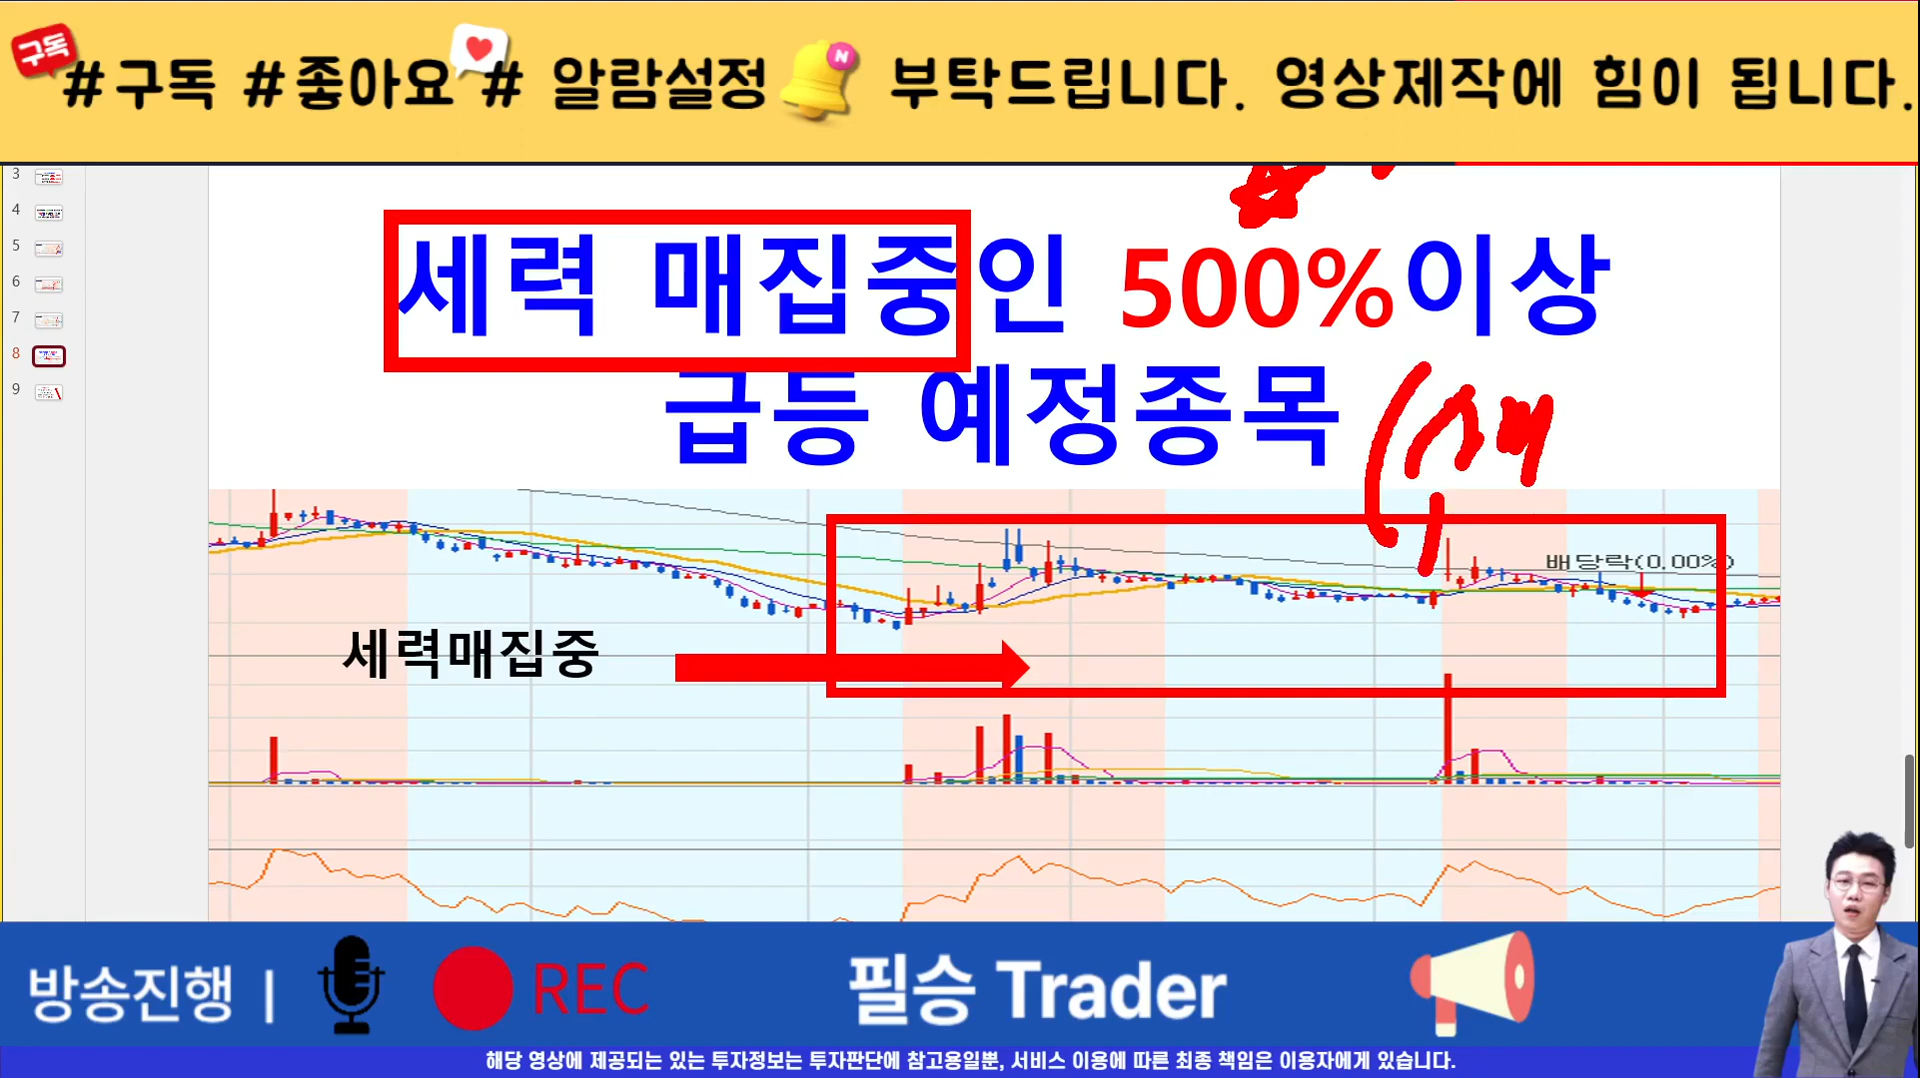 구독
#구독 #좋아요 # 알람설정 N 부탁드립니다. 영상제작에 힘이 됩니다.
3
4
5
6
7
8
9
세력 매집중인 500%이상
급등 예정종목
배당락(0.00%)
세력매집중
방송진행 | REC 필승 Trader
해당 영상에 제공되는 있는 투자정보는 투자판단에 참고용일뿐, 서비스 이용에 따른 최종 책임은 이용자에게 있습니다.